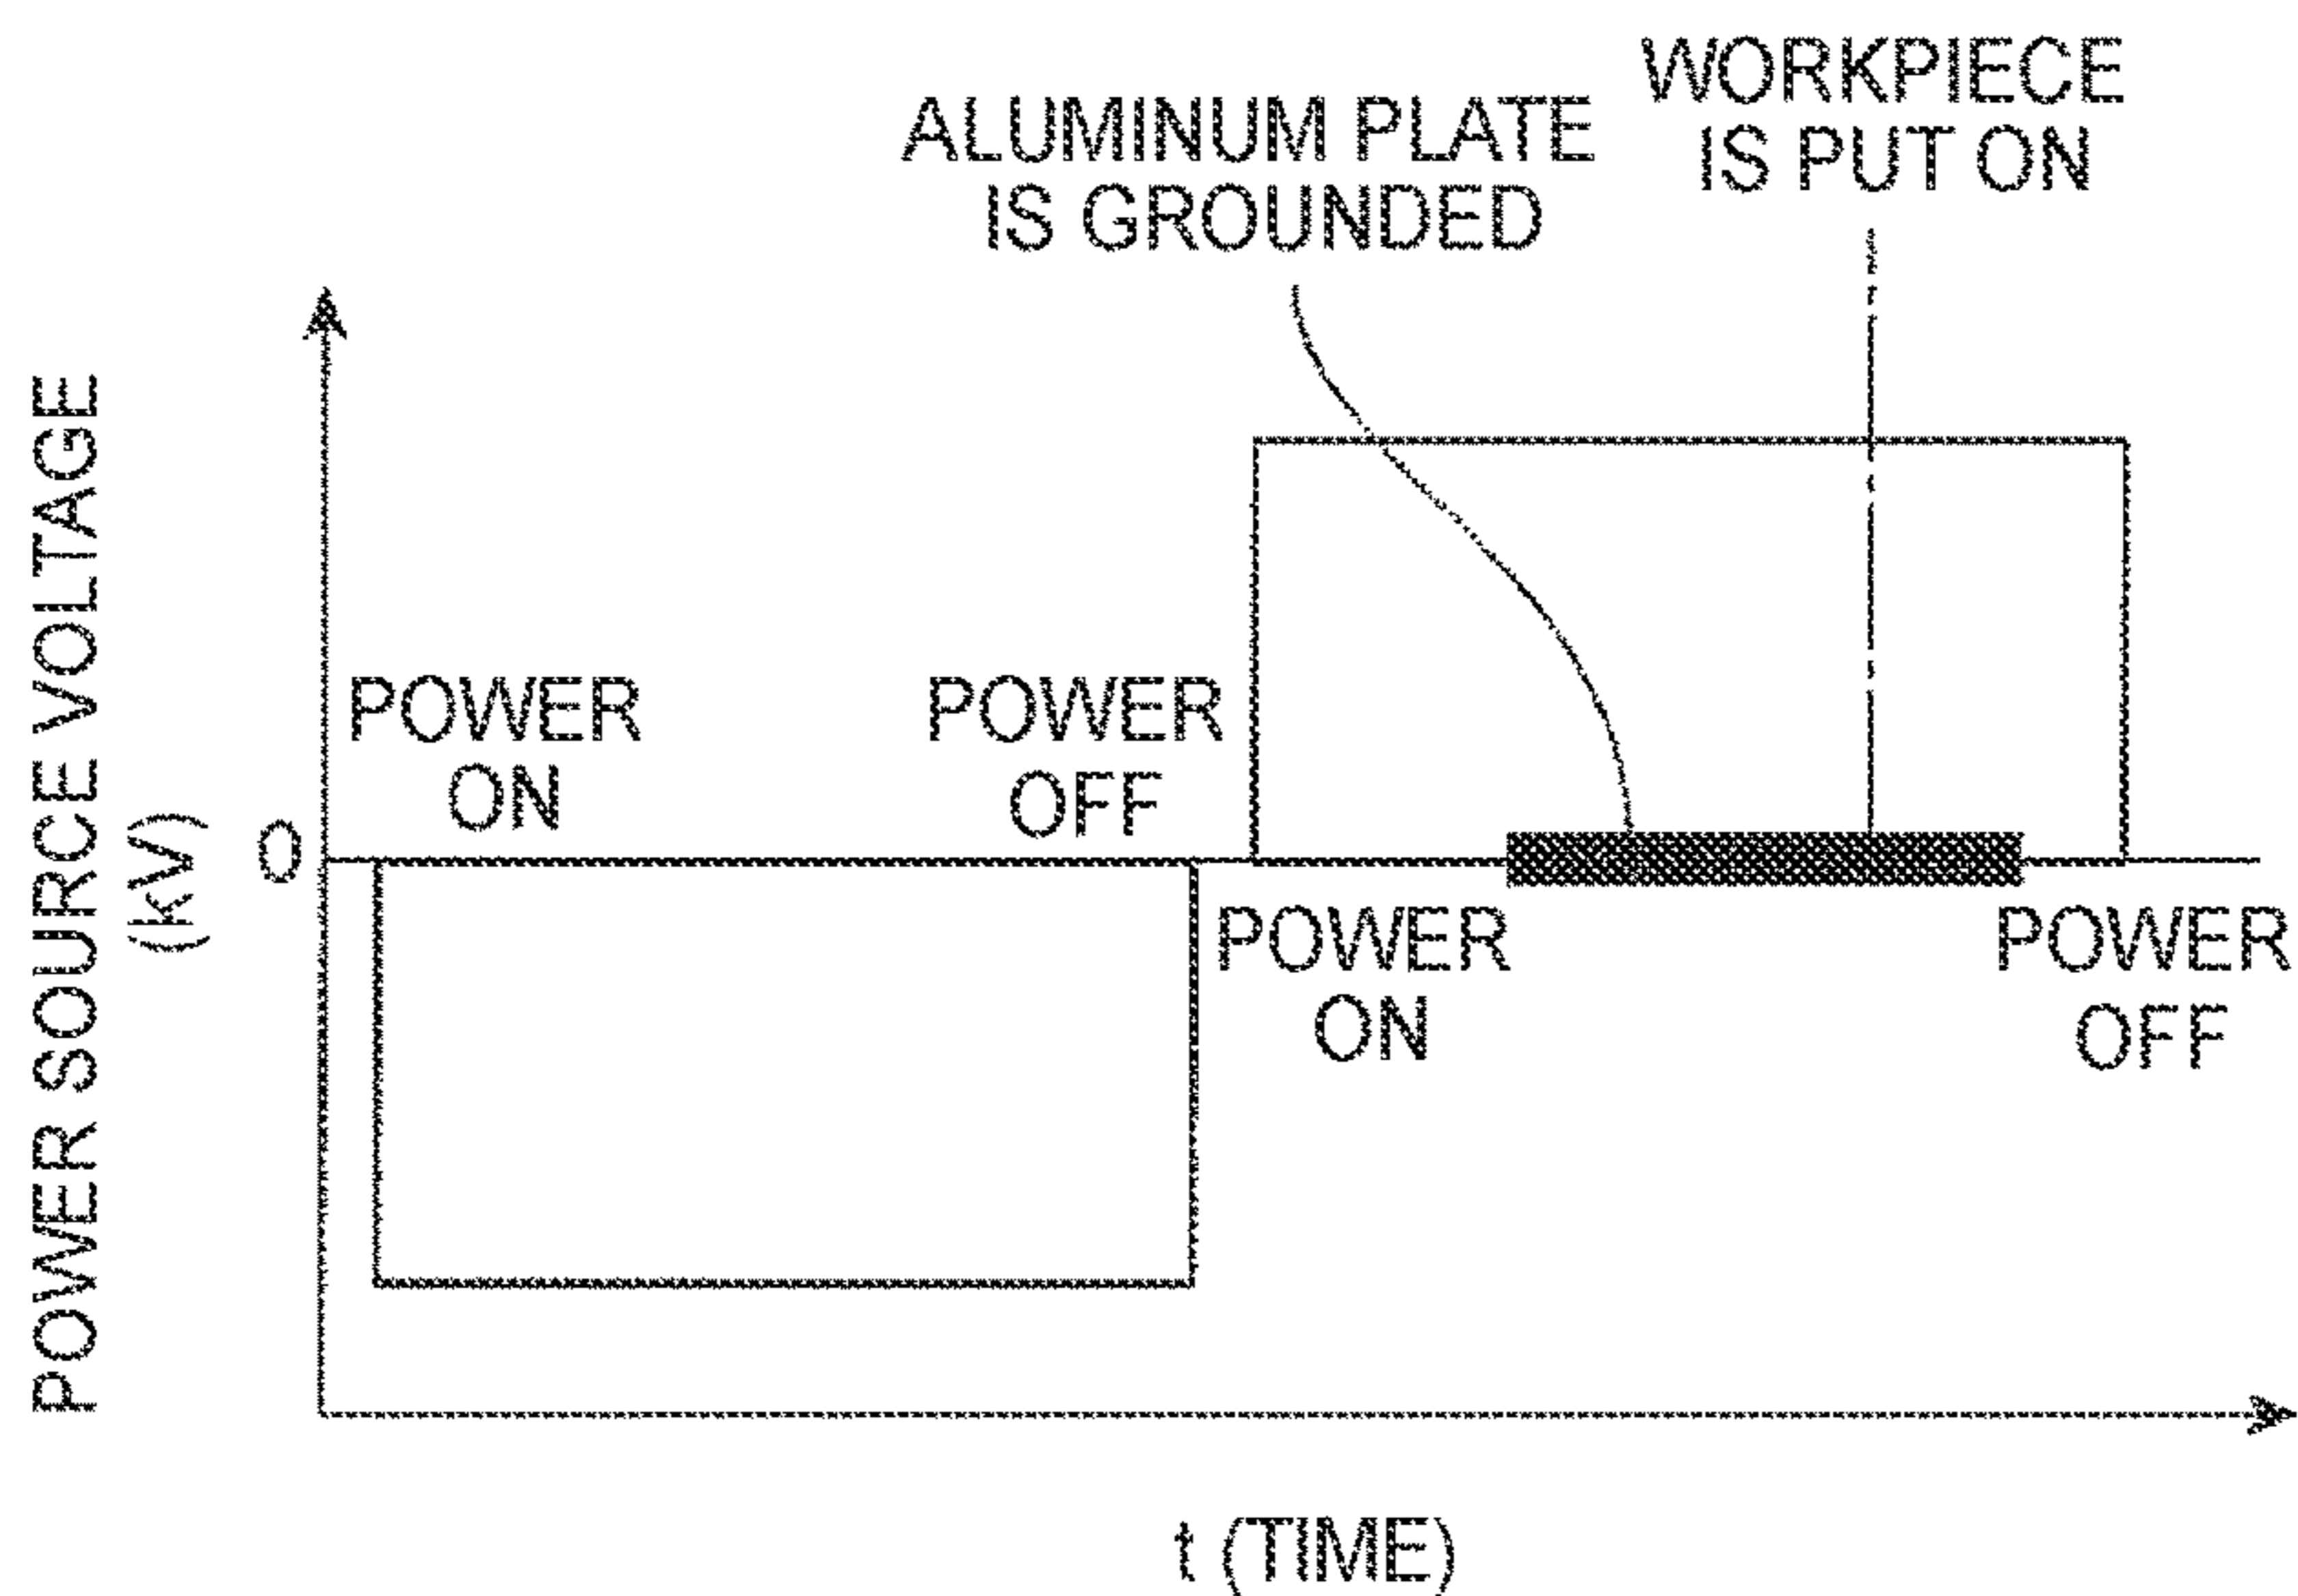 WORKPIECE
IS PUT ON
ALUMINUM PLATE
IS GROUNDED
POWER SOURCE VOLTAGE
(kV)
0
POWER
ON
POWER
OFF
POWER
ON
POWER
OFF
t (TIME)